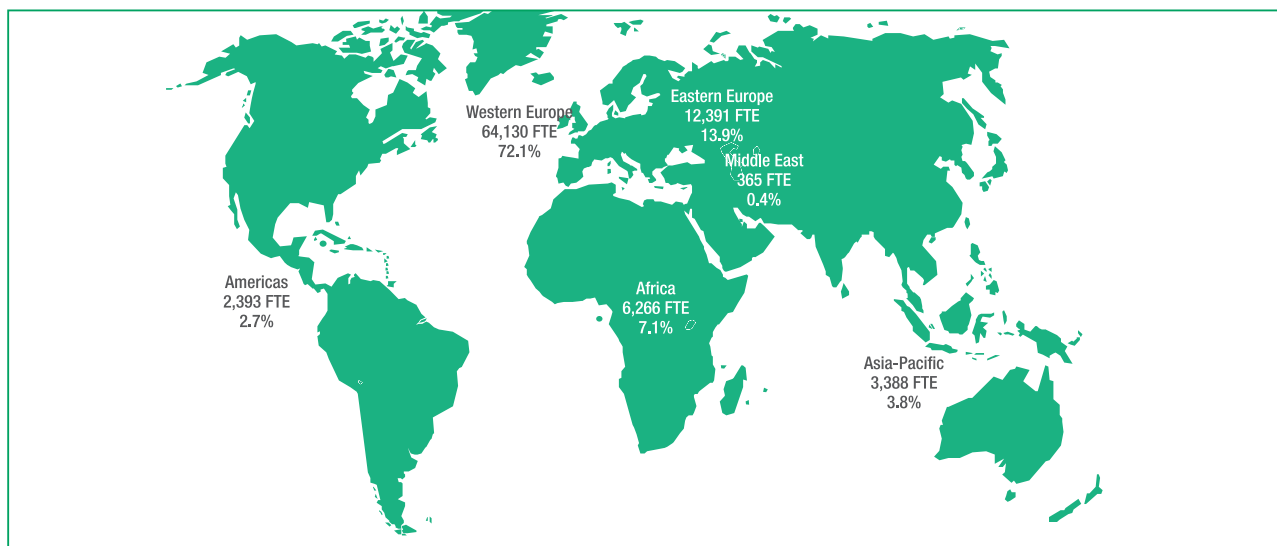 Western Europe
64,130 FTE
72.1%
Eastern Europe
12,391 FTE
13.9%
Middle East
365 FTE
0.4%
Americas
2,393 FTE
2.7%
Africa
6,266 FTE
7.1%
Asia-Pacific
3,388 FTE
3.8%